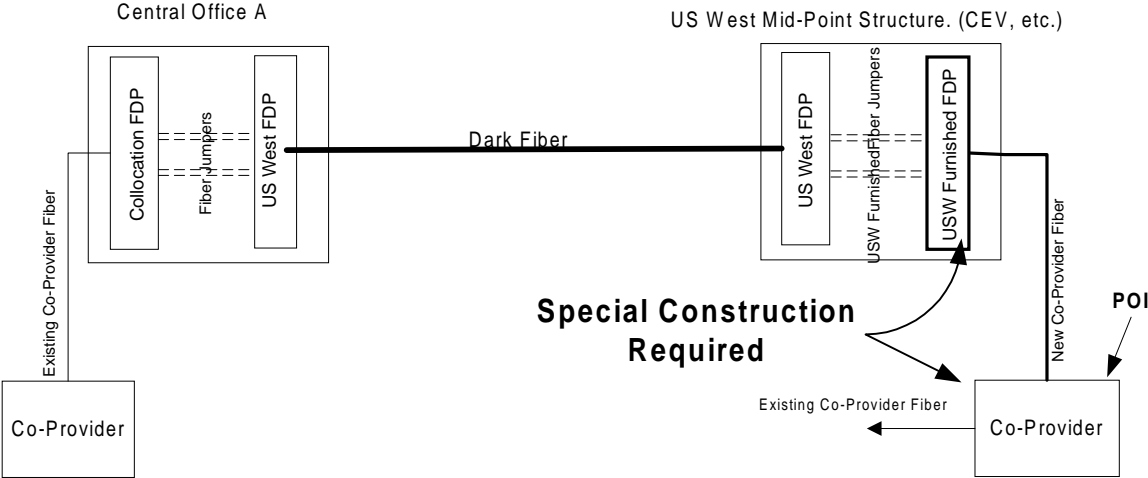 Central Office A
US West Mid-Point Structure. (CEV, etc.)
Collocation FDP
Fiber Jumpers
US West FDP
Dark Fiber
US West FDP
USW FurnishedFiber Jumpers
USW Furnished FDP
Existing Co-Provider Fiber
New Co-Provider Fiber
Special Construction
Required
POI
Existing Co-Provider Fiber
Co-Provider
Co-Provider